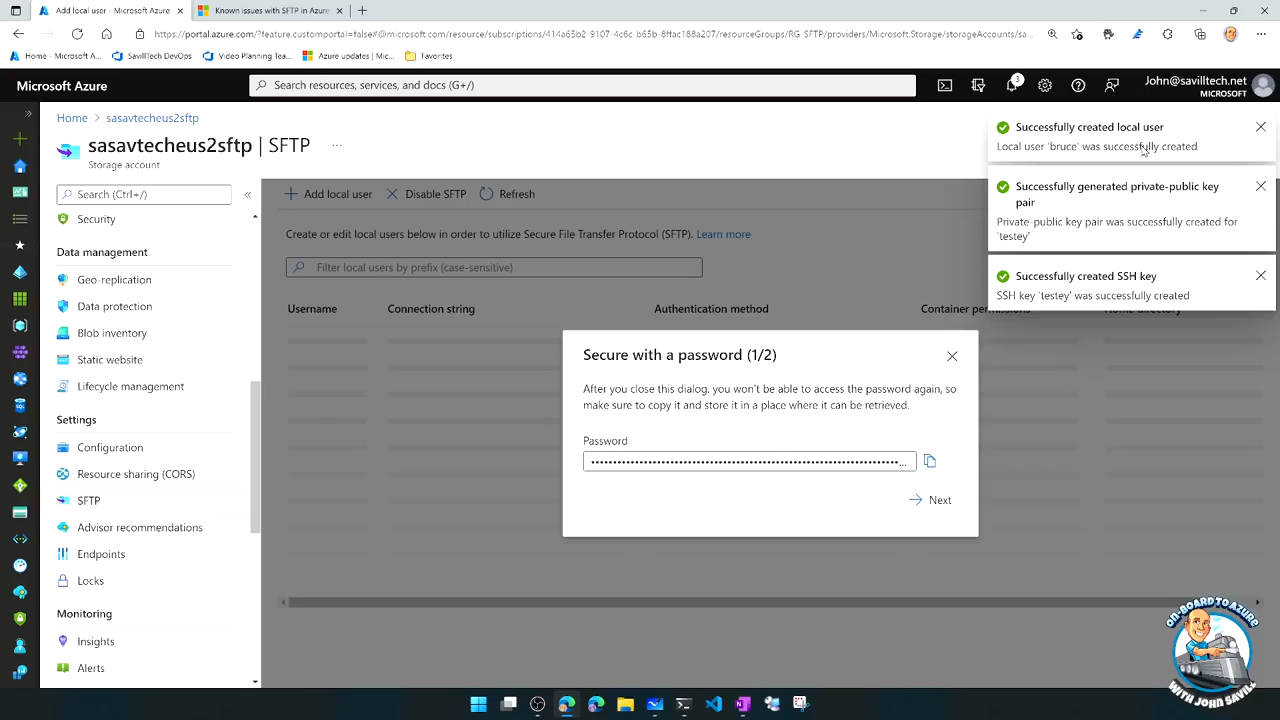 Add local user - Microsoft Azure
Known issues with SFTP in Azure
https://portal.azure.com/?feature.customportal=false#@microsoft.com/resource/subscriptions/414a65b2-9107-4c6c-b65b-8ffac188a207/resourceGroups/RG-SFTP/providers/Microsoft.Storage/storageAccounts/sa...
Home - Microsoft A...
SavillTech DevOps
Video Planning Tea...
Azure updates | Mic...
Favorites
Microsoft Azure
Search resources, services, and docs (G+/)
3
John@savilltech.net
MICROSOFT
Home > sasavtecheus2sftp
sasavtecheus2sftp | SFTP ...
Storage account
Search (Ctrl+/)
Security
Data management
Geo-replication
Data protection
Blob inventory
Static website
Lifecycle management
Settings
Configuration
Resource sharing (CORS)
SFTP
Advisor recommendations
Endpoints
Locks
Monitoring
Insights
Alerts
Add local user
Disable SFTP
Refresh
Create or edit local users below in order to utilize Secure File Transfer Protocol (SFTP). Learn more
Filter local users by prefix (case-sensitive)
Username
Connection string
Authentication method
Container permissions
Home directory
Secure with a password (1/2)
After you close this dialog, you won't be able to access the password again, so
make sure to copy it and store it in a place where it can be retrieved.
Password
Next
Successfully created local user
Local user 'bruce' was successfully created
Successfully generated private-public key
pair
Private-public key pair was successfully created for
'testey'
Successfully created SSH key
SSH key 'testey' was successfully created
ON-BOARD TO AZURE
WITH JOHN SAVILL